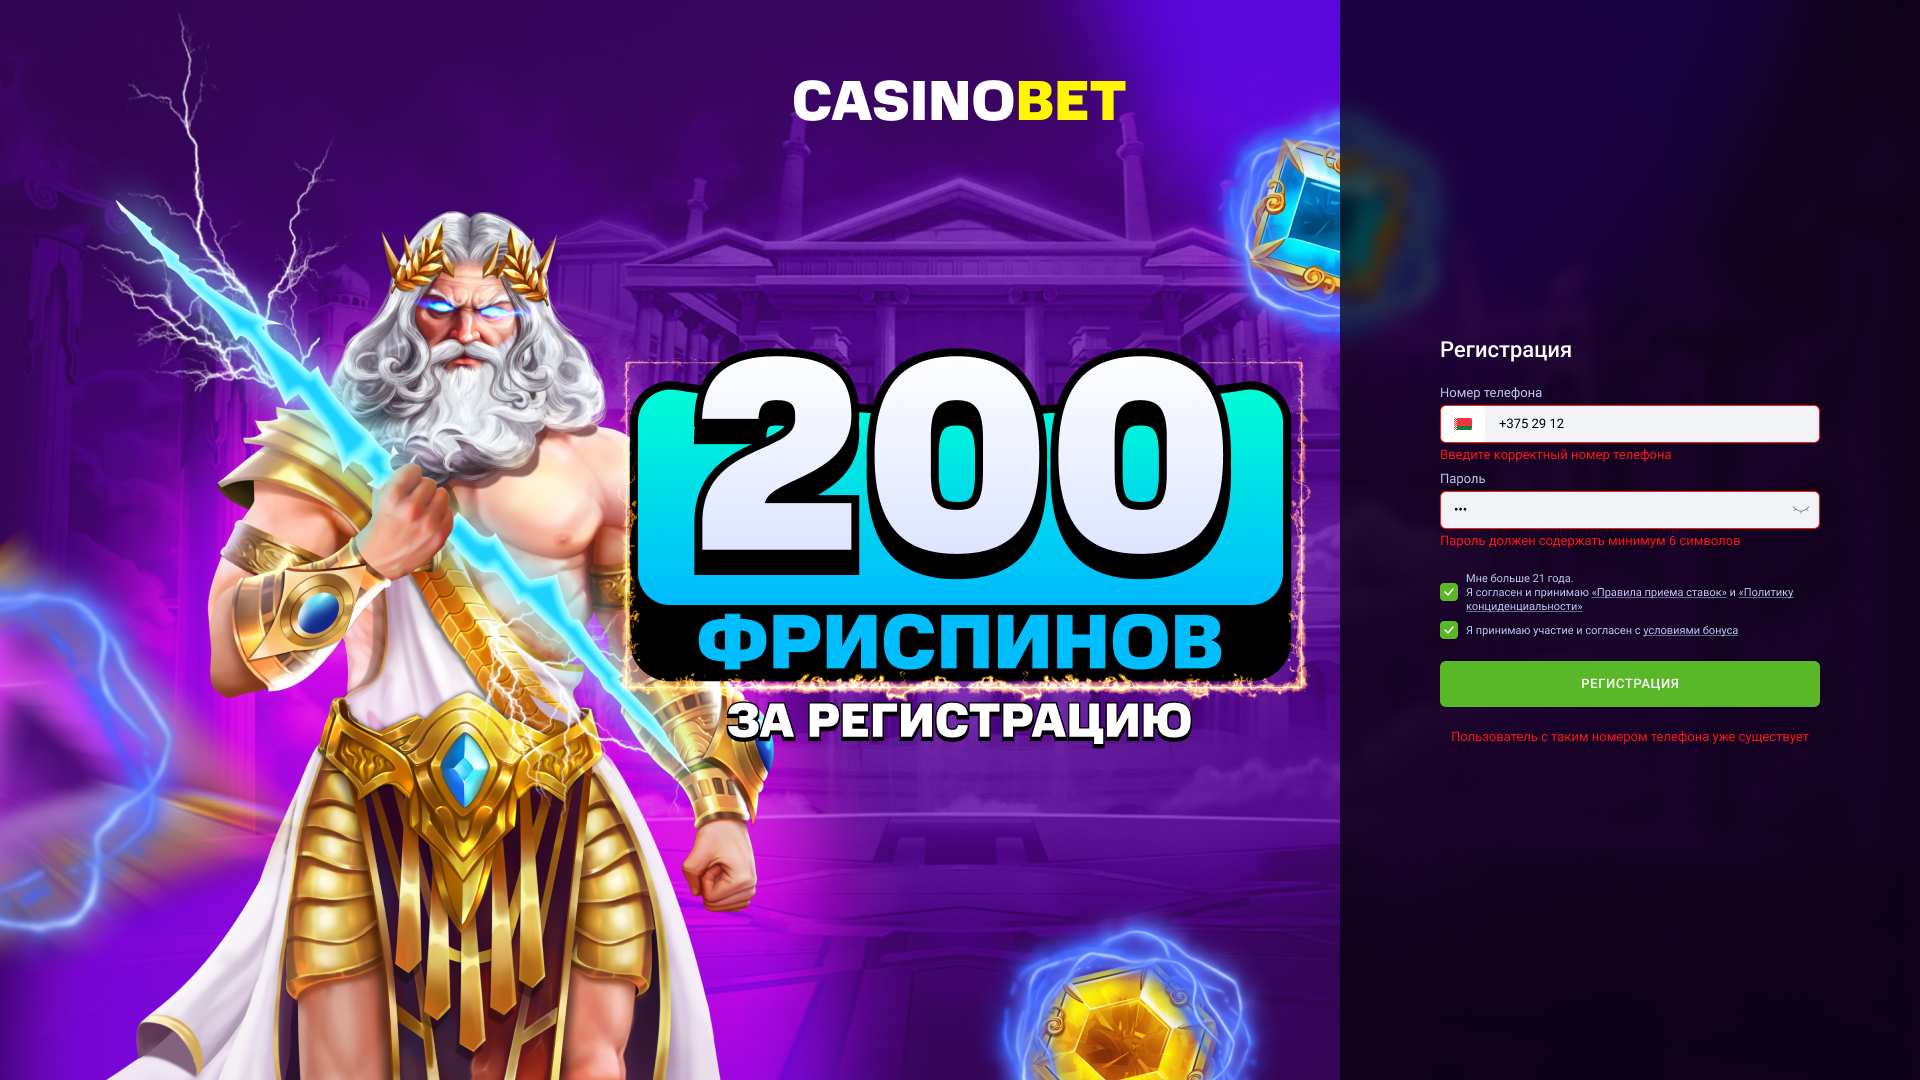 CASINOBET
200
ФРИСПИНОВ
ЗА РЕГИСТРАЦИЮ
Регистрация
Номер телефона
+375 29 12
Введите корректный номер телефона
Пароль
•••
Пароль должен содержать минимум 6 символов
Мне больше 21 года.
Я согласен и принимаю «Правила приема ставок» и «Политику
конциденциальности»
Я принимаю участие и согласен с условиями бонуса
РЕГИСТРАЦИЯ
Пользователь с таким номером телефона уже существует